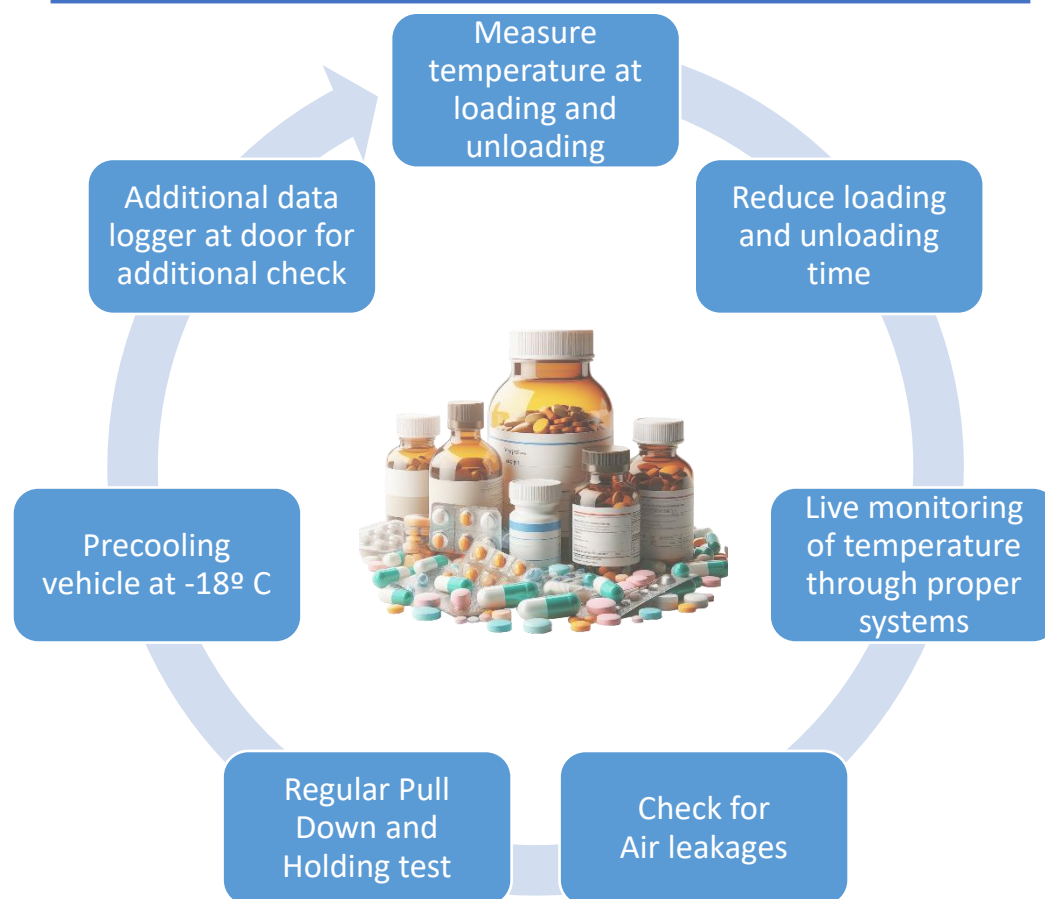 Measure
temperature at
loading and
unloading
Reduce loading
and unloading
time
Live monitoring
of temperature
through proper
systems
Check for
Air leakages
Regular Pull
Down and
Holding test
Precooling
vehicle at -18º C
Additional data
logger at door for
additional check